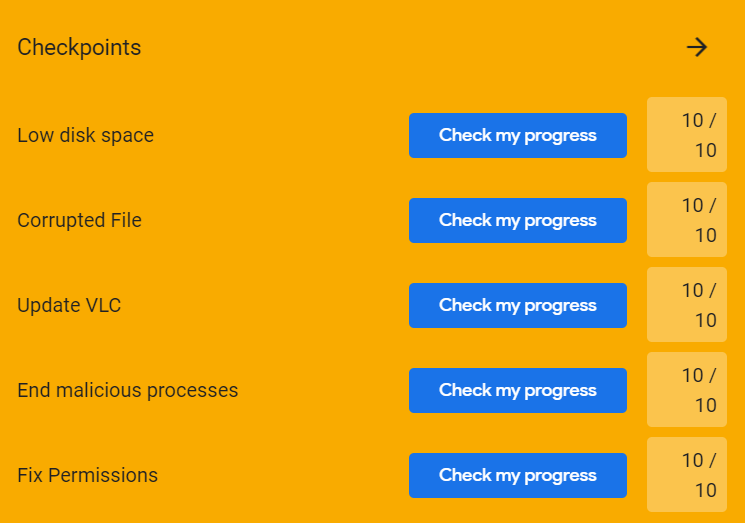 Checkpoints
Low disk space
Check my progress
10 /
10
Corrupted File
Check my progress
10 /
10
Update VLC
Check my progress
10 /
10
End malicious processes
Check my progress
10 /
10
Fix Permissions
Check my progress
10 /
10